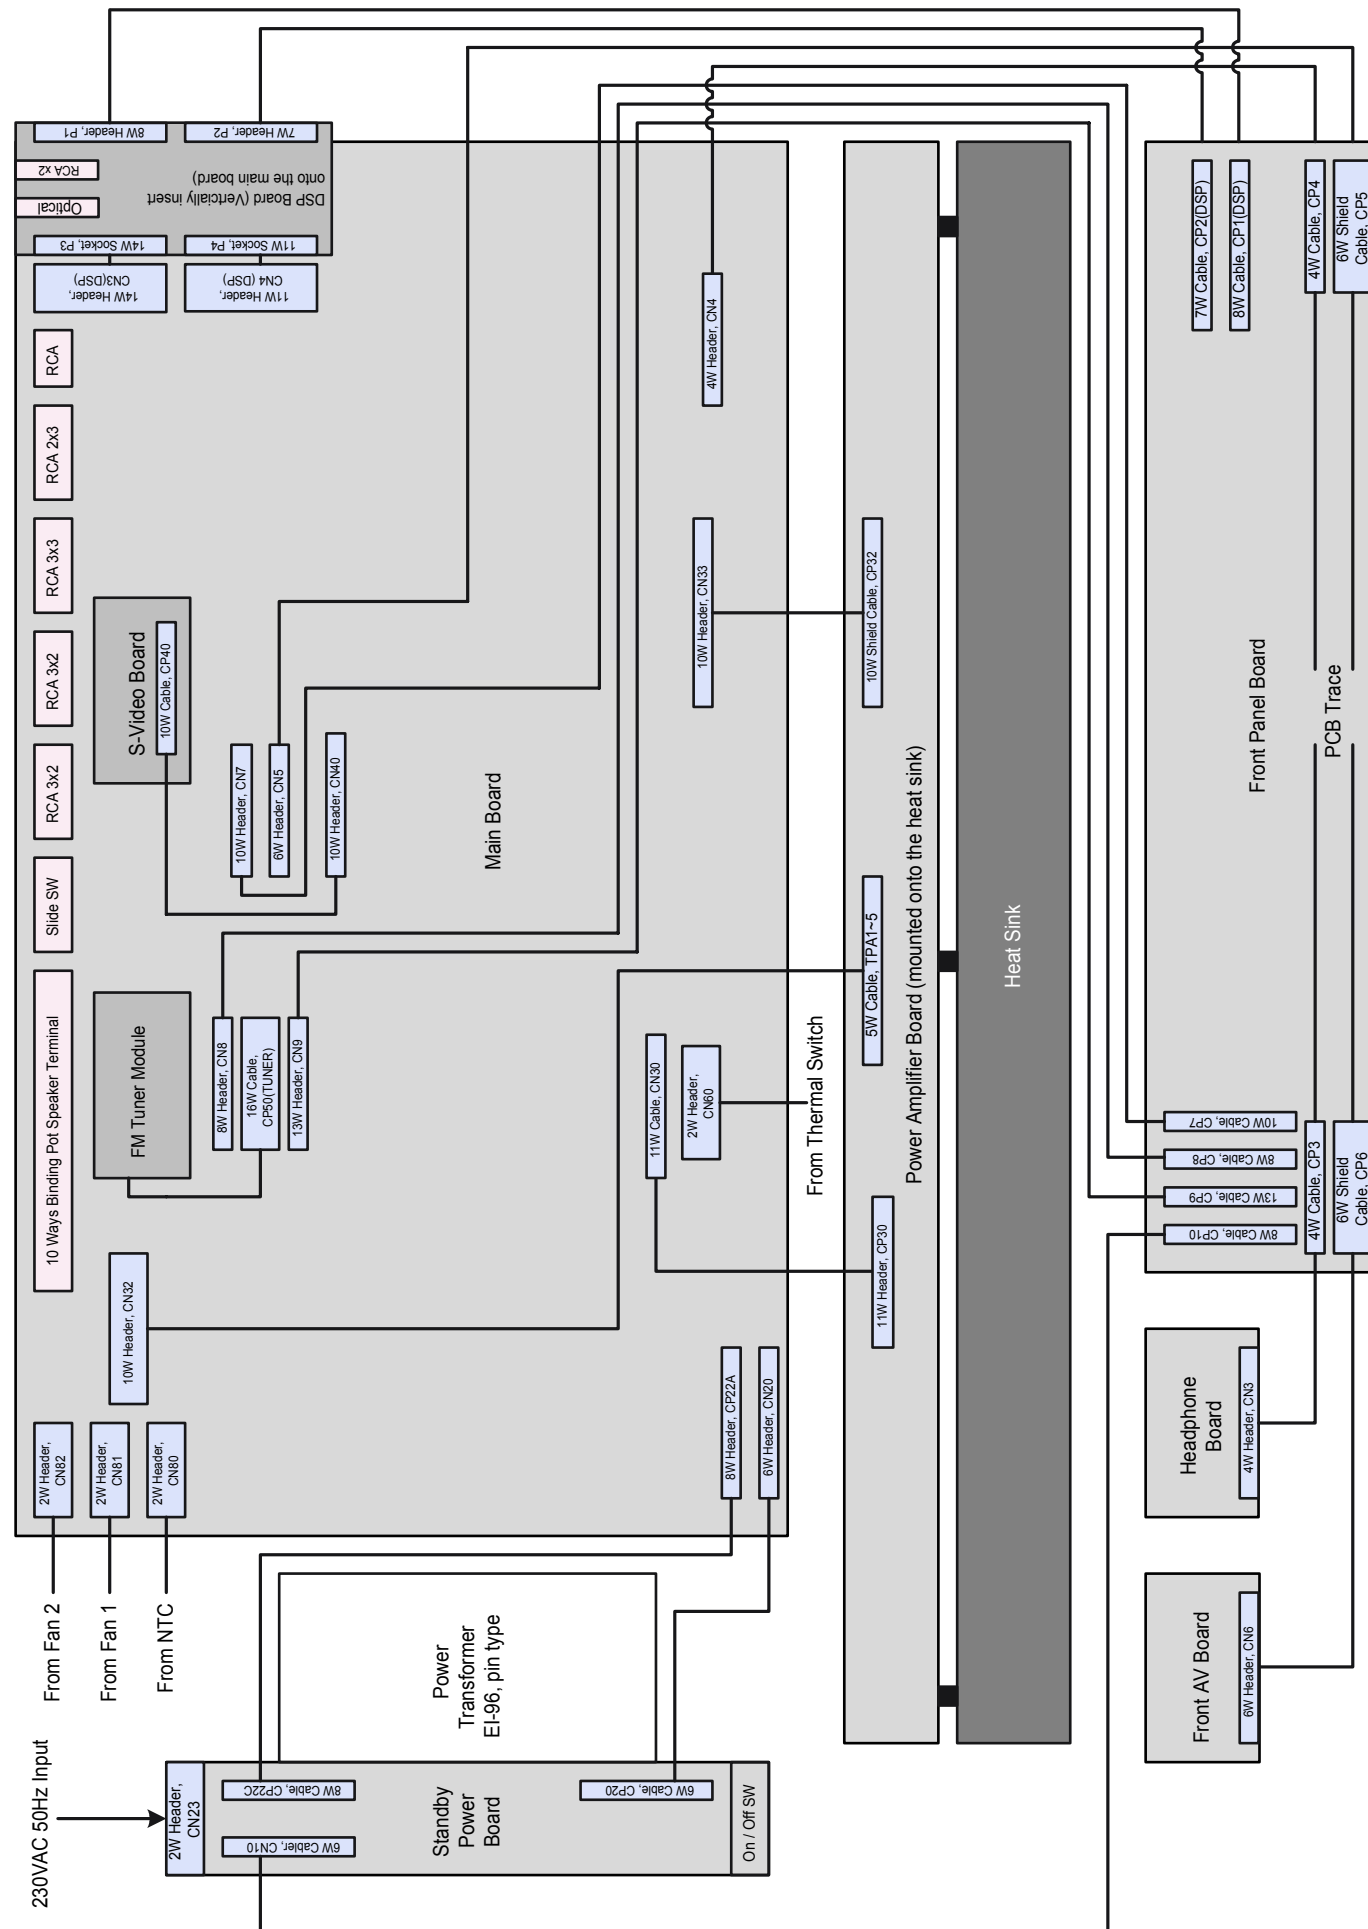 230VAC 50Hz Input
2W Header,
CN23
6W Cabler, CN10
8W Cable, CP22C
6W Cable, CP20
Standby
Power
Board
On / Off SW
Power
Transformer
EI-96, pin type
From Fan 2
From Fan 1
From NTC
2W Header,
CN82
2W Header,
CN81
2W Header,
CN80
8W Header, CP22A
6W Header, CN20
10W Header, CN32
10 Ways Binding Pot Speaker Terminal
Slide SW
RCA 3x2
RCA 3x2
RCA 3x3
RCA 2x3
RCA
FM Tuner Module
8W Header, CN8
16W Cable,
CP50(TUNER)
13W Header, CN9
S-Video Board
10W Cable, CP40
10W Header, CN7
6W Header, CN5
10W Header, CN40
Main Board
11W Cable, CN30
2W Header,
CN60
From Thermal Switch
10W Header, CN33
4W Header, CN4
8W Header, P1
7W Header, P2
RCA x2
Optical
DSP Board (Vertcially insert
onto the main board)
14W Socket, P3
11W Socket, P4
14W Header,
CN3(DSP)
11W Header,
CN4 (DSP)
11W Header, CP30
5W Cable, TPA1~5
10W Shield Cable, CP32
Power Amplifier Board (mounted onto the heat sink)
Heat Sink
Front AV Board
6W Header, CN6
Headphone
Board
4W Header, CN3
10W Cable, CP7
8W Cable, CP8
13W Cable, CP9
8W Cable, CP10
4W Cable, CP3
6W Shield
Cable, CP6
Front Panel Board
PCB Trace
7W Cable, CP2(DSP)
8W Cable, CP1(DSP)
4W Cable, CP4
6W Shield
Cable, CP5